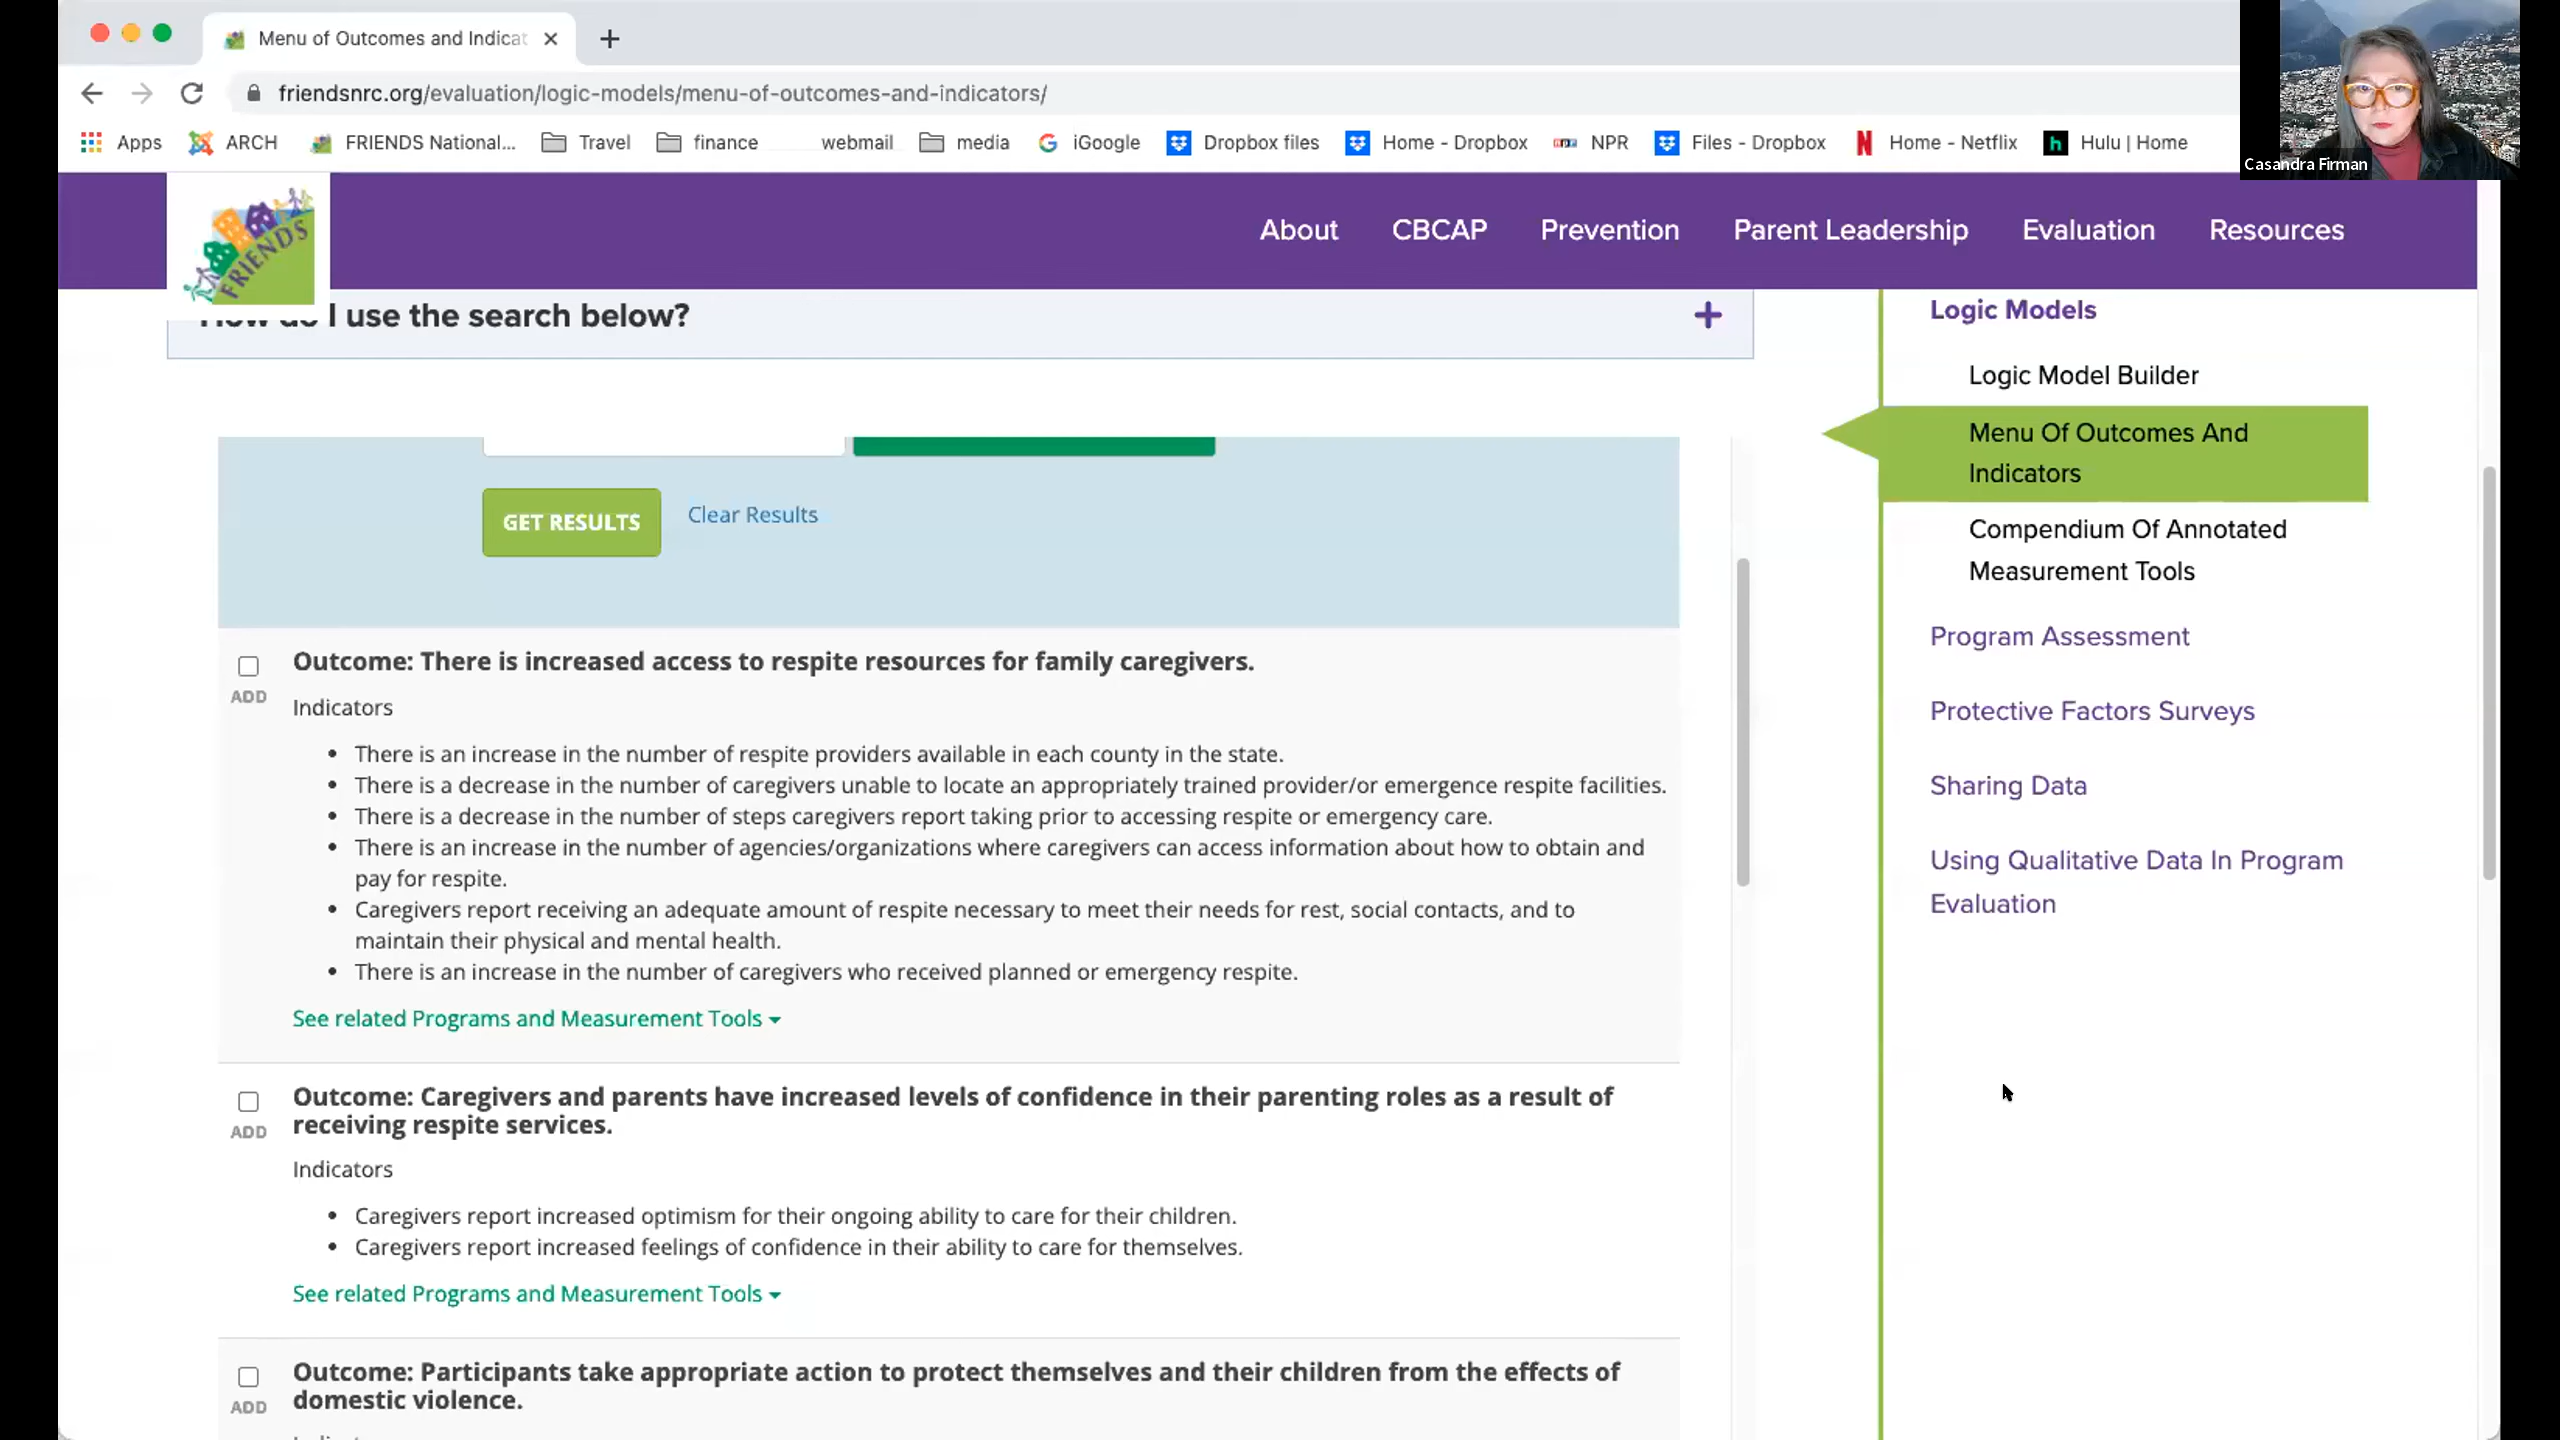 Menu of Outcomes and Indicat
friendsnrc.org/evaluation/logic-models/menu-of-outcomes-and-indicators/
Apps ARCH FRIENDS National... Travel finance webmail media iGoogle Dropbox files Home - Dropbox NPR Files - Dropbox Home - Netflix Hulu | Home
Casandra Firman
FRIENDS
About CBCAP Prevention Parent Leadership Evaluation Resources
How do I use the search below?
GET RESULTS Clear Results
Outcome: There is increased access to respite resources for family caregivers.
ADD
Indicators
• There is an increase in the number of respite providers available in each county in the state.
• There is a decrease in the number of caregivers unable to locate an appropriately trained provider/or emergence respite facilities.
• There is a decrease in the number of steps caregivers report taking prior to accessing respite or emergency care.
• There is an increase in the number of agencies/organizations where caregivers can access information about how to obtain and
pay for respite.
• Caregivers report receiving an adequate amount of respite necessary to meet their needs for rest, social contacts, and to
maintain their physical and mental health.
• There is an increase in the number of caregivers who received planned or emergency respite.
See related Programs and Measurement Tools
Outcome: Caregivers and parents have increased levels of confidence in their parenting roles as a result of
receiving respite services.
ADD
Indicators
• Caregivers report increased optimism for their ongoing ability to care for their children.
• Caregivers report increased feelings of confidence in their ability to care for themselves.
See related Programs and Measurement Tools
Outcome: Participants take appropriate action to protect themselves and their children from the effects of
domestic violence.
ADD
Logic Models
Logic Model Builder
Menu Of Outcomes And
Indicators
Compendium Of Annotated
Measurement Tools
Program Assessment
Protective Factors Surveys
Sharing Data
Using Qualitative Data In Program
Evaluation